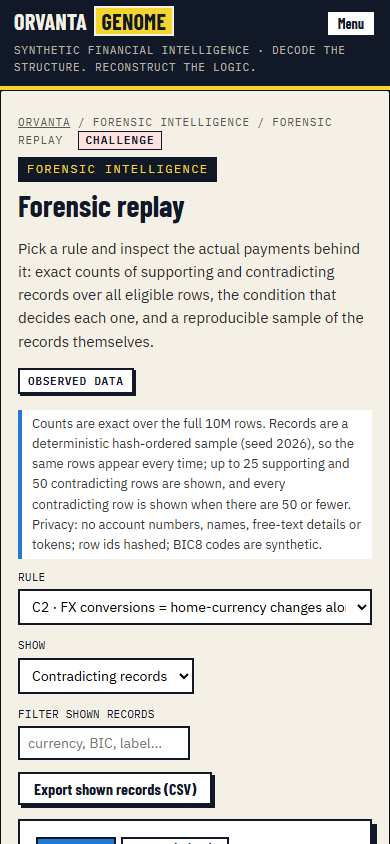 ORVANTA GENOME
Menu
SYNTHETIC FINANCIAL INTELLIGENCE · DECODE THE
STRUCTURE. RECONSTRUCT THE LOGIC.
ORVANTA / FORENSIC INTELLIGENCE / FORENSIC
REPLAY CHALLENGE
FORENSIC INTELLIGENCE
Forensic replay
Pick a rule and inspect the actual payments behind
it: exact counts of supporting and contradicting
records over all eligible rows, the condition that
decides each one, and a reproducible sample of the
records themselves.
OBSERVED DATA
Counts are exact over the full 10M rows. Records are a
deterministic hash-ordered sample (seed 2026), so the
same rows appear every time; up to 25 supporting and
50 contradicting rows are shown, and every
contradicting row is shown when there are 50 or fewer.
Privacy: no account numbers, names, free-text details or
tokens; row ids hashed; BIC8 codes are synthetic.
RULE
C2 · FX conversions = home-currency changes
SHOW
Contradicting records
FILTER SHOWN RECORDS
currency, BIC, label...
Export shown records (CSV)